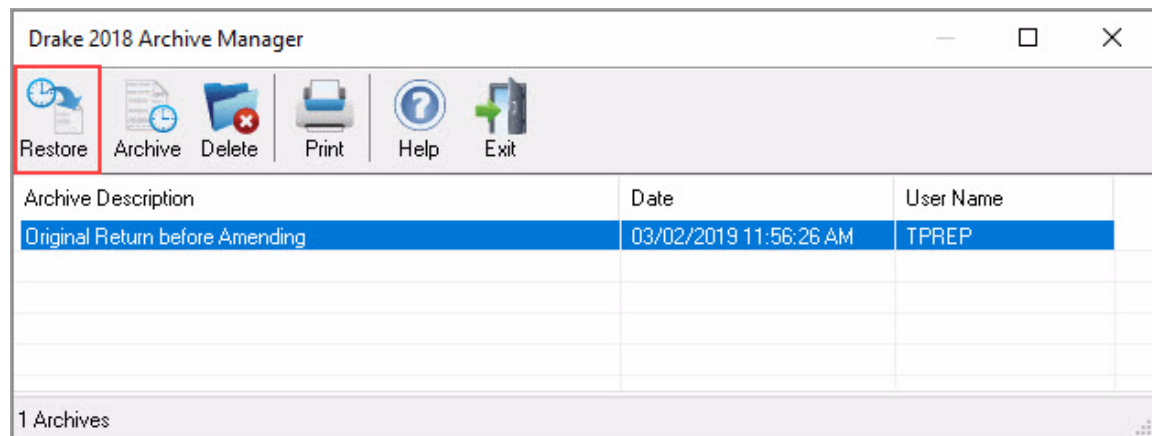 Drake 2018 Archive Manager
Restore Archive Delete Print Help Exit
Archive Description Date User Name
Original Return before Amending 03/02/2019 11:56:26 AM TPREP
1 Archives